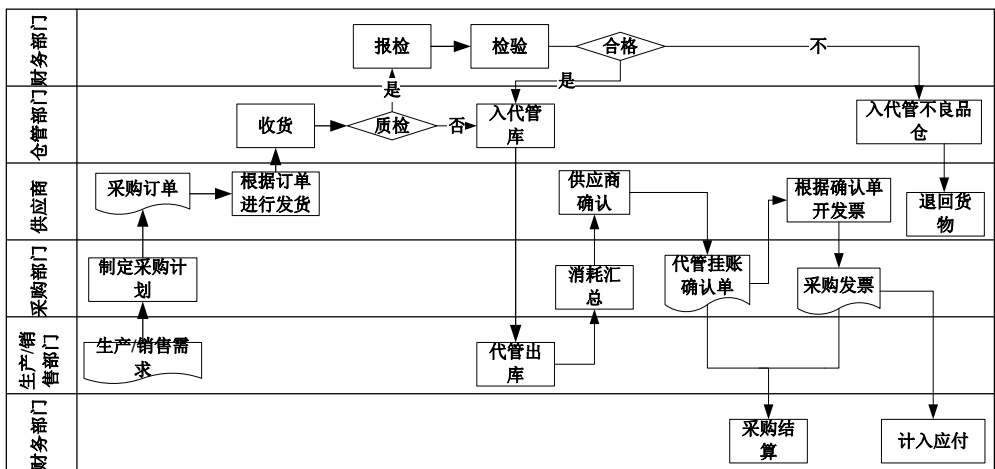 财务部门
报检
检验
合格
不
是
是
仓管部门
收货
质检
否
入代管
库
入代管不良品
仓
供应商
采购订单
根据订单
进行发货
供应商
确认
根据确认单
开发票
退回货
物
采购部门
制定采购计
划
消耗汇
总
代管挂账
确认单
采购发票
生产/销
售部门
生产/销售需
求
代管出
库
财务部门
采购结
算
计入应付